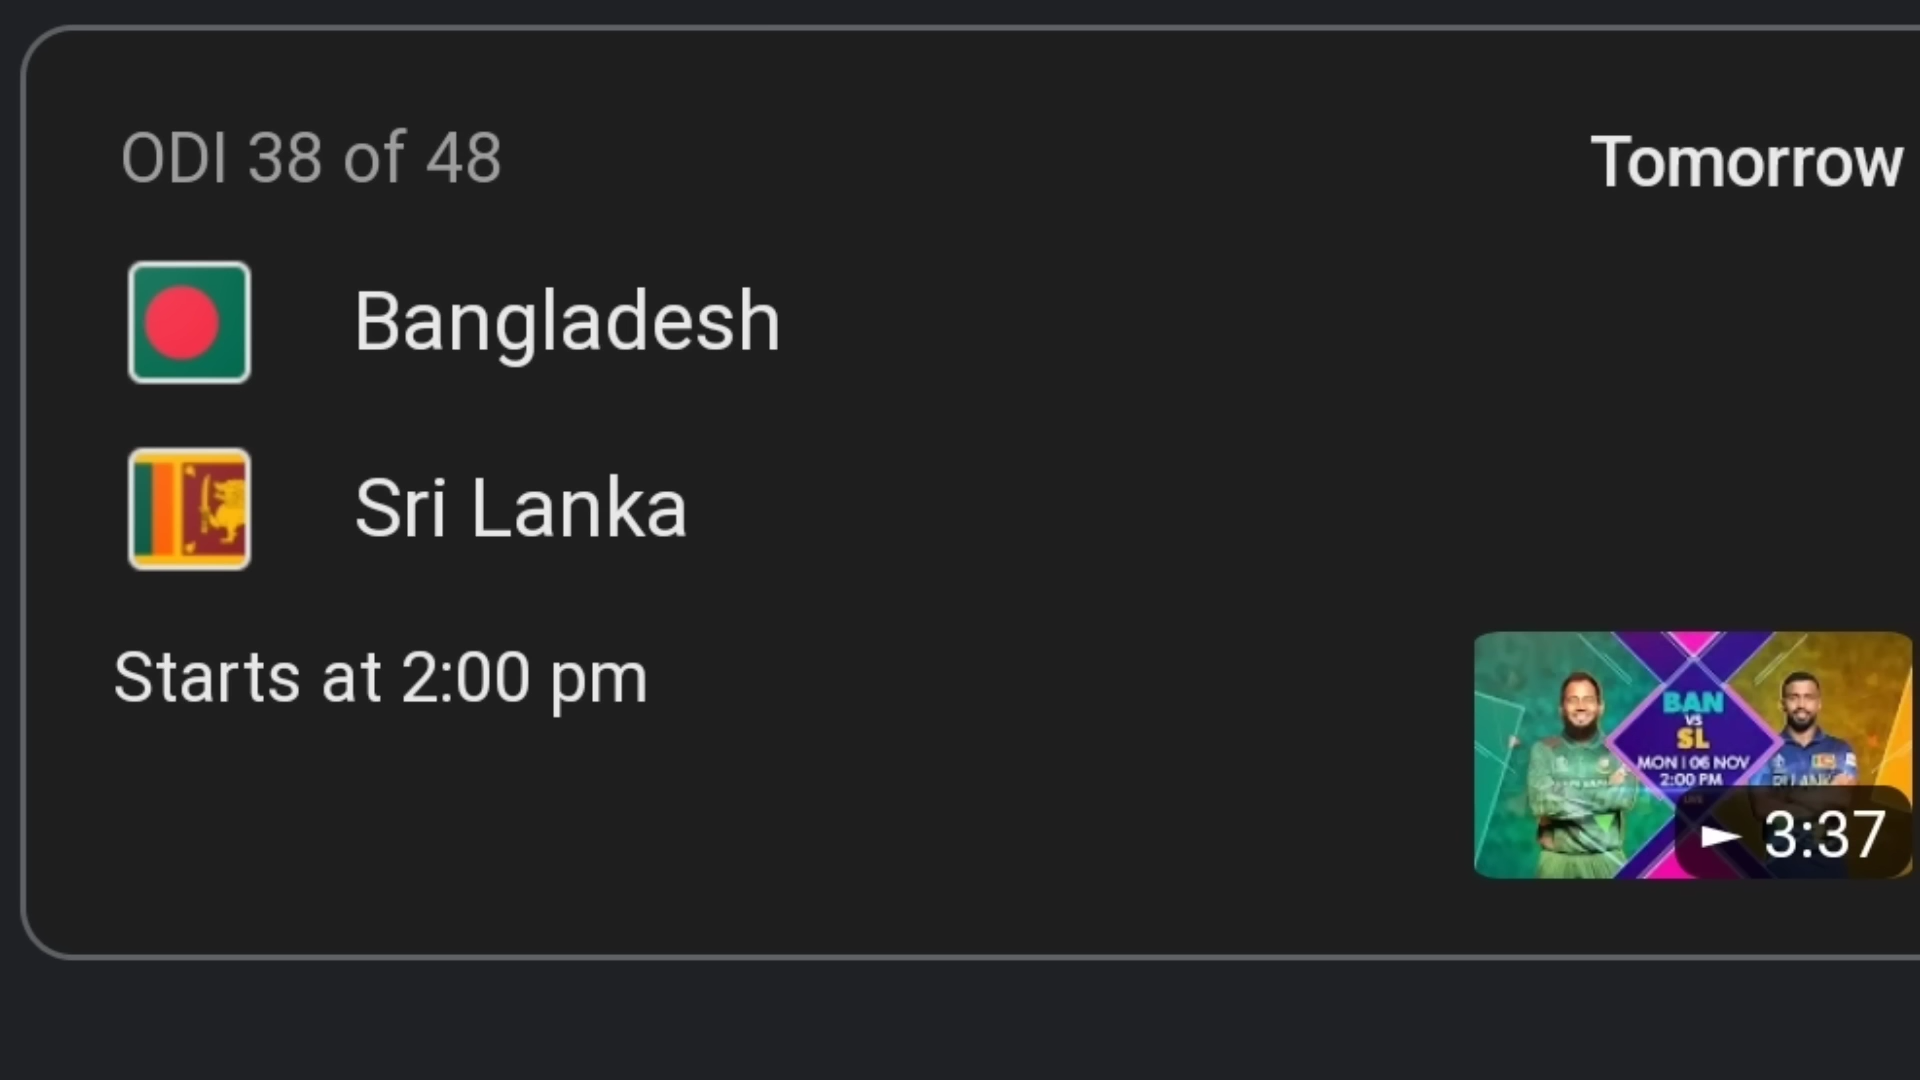 ODI 38 of 48
Tomorrow
Bangladesh
Sri Lanka
Starts at 2:00 pm
BAN
VS
SL
MON | 06 NOV
2:00 PM
3:37